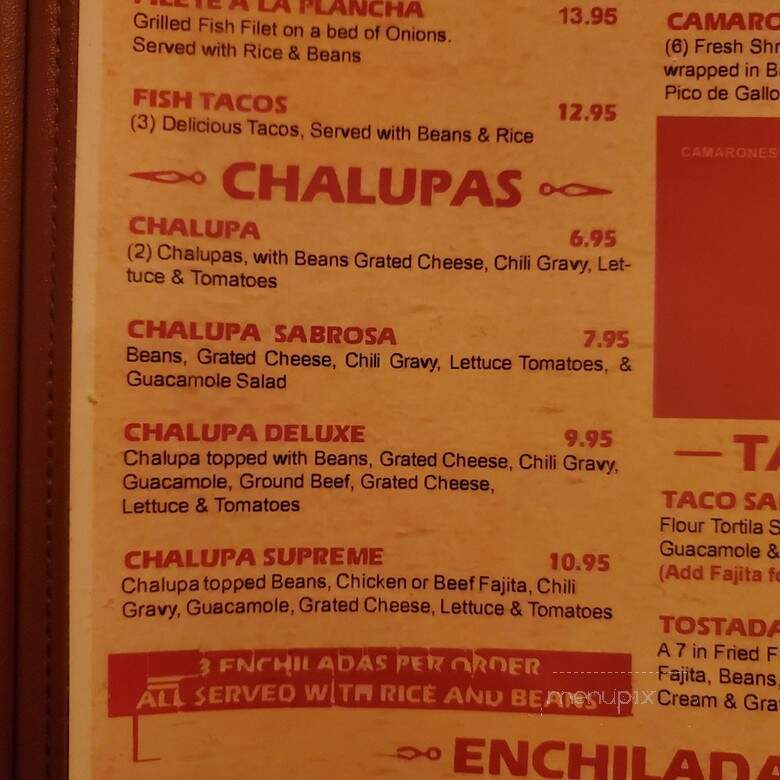 FILETE A LA PLANCHA 13.95
Grilled Fish Filet on a bed of Onions.
Served with Rice & Beans
FISH TACOS 12.95
(3) Delicious Tacos, Served with Beans & Rice
CHALUPAS
CHALUPA 6.95
(2) Chalupas, with Beans Grated Cheese, Chili Gravy, Let-
tuce & Tomatoes
CHALUPA SABROSA 7.95
Beans, Grated Cheese, Chili Gravy, Lettuce Tomatoes, &
Guacamole Salad
CHALUPA DELUXE 9.95
Chalupa topped with Beans, Grated Cheese, Chili Gravy,
Guacamole, Ground Beef, Grated Cheese,
Lettuce & Tomatoes
CHALUPA SUPREME 10.95
Chalupa topped Beans, Chicken or Beef Fajita, Chili
Gravy, Guacamole, Grated Cheese, Lettuce & Tomatoes
3 ENCHILADAS PER ORDER
ALL SERVED WITH RICE AND BEANS
menupix
ENCHILADA
CAMARO
(6) Fresh Shr
wrapped in B
Pico de Gallo
CAMARONES
TA
TACO SA
Flour Tortila S
Guacamole &
(Add Fajita fo
TOSTADA
A 7 in Fried F
Fajita, Beans,
Cream & Gra